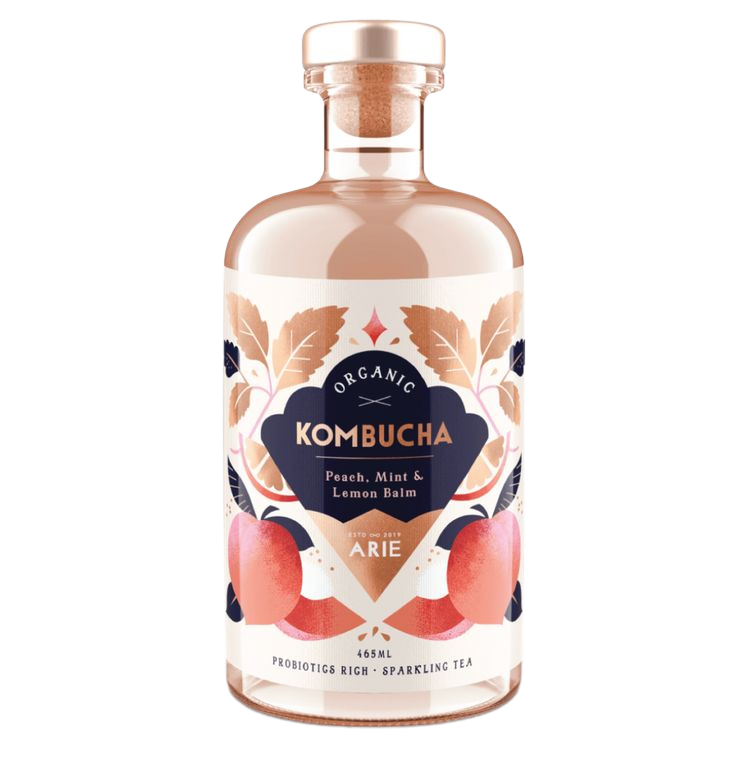 ORGANIC
KOMBUCHA
Peach, Mint &
Lemon Balm
ESTD 2019
ARIE
465ML
PROBIOTICS RICH · SPARKLING TEA